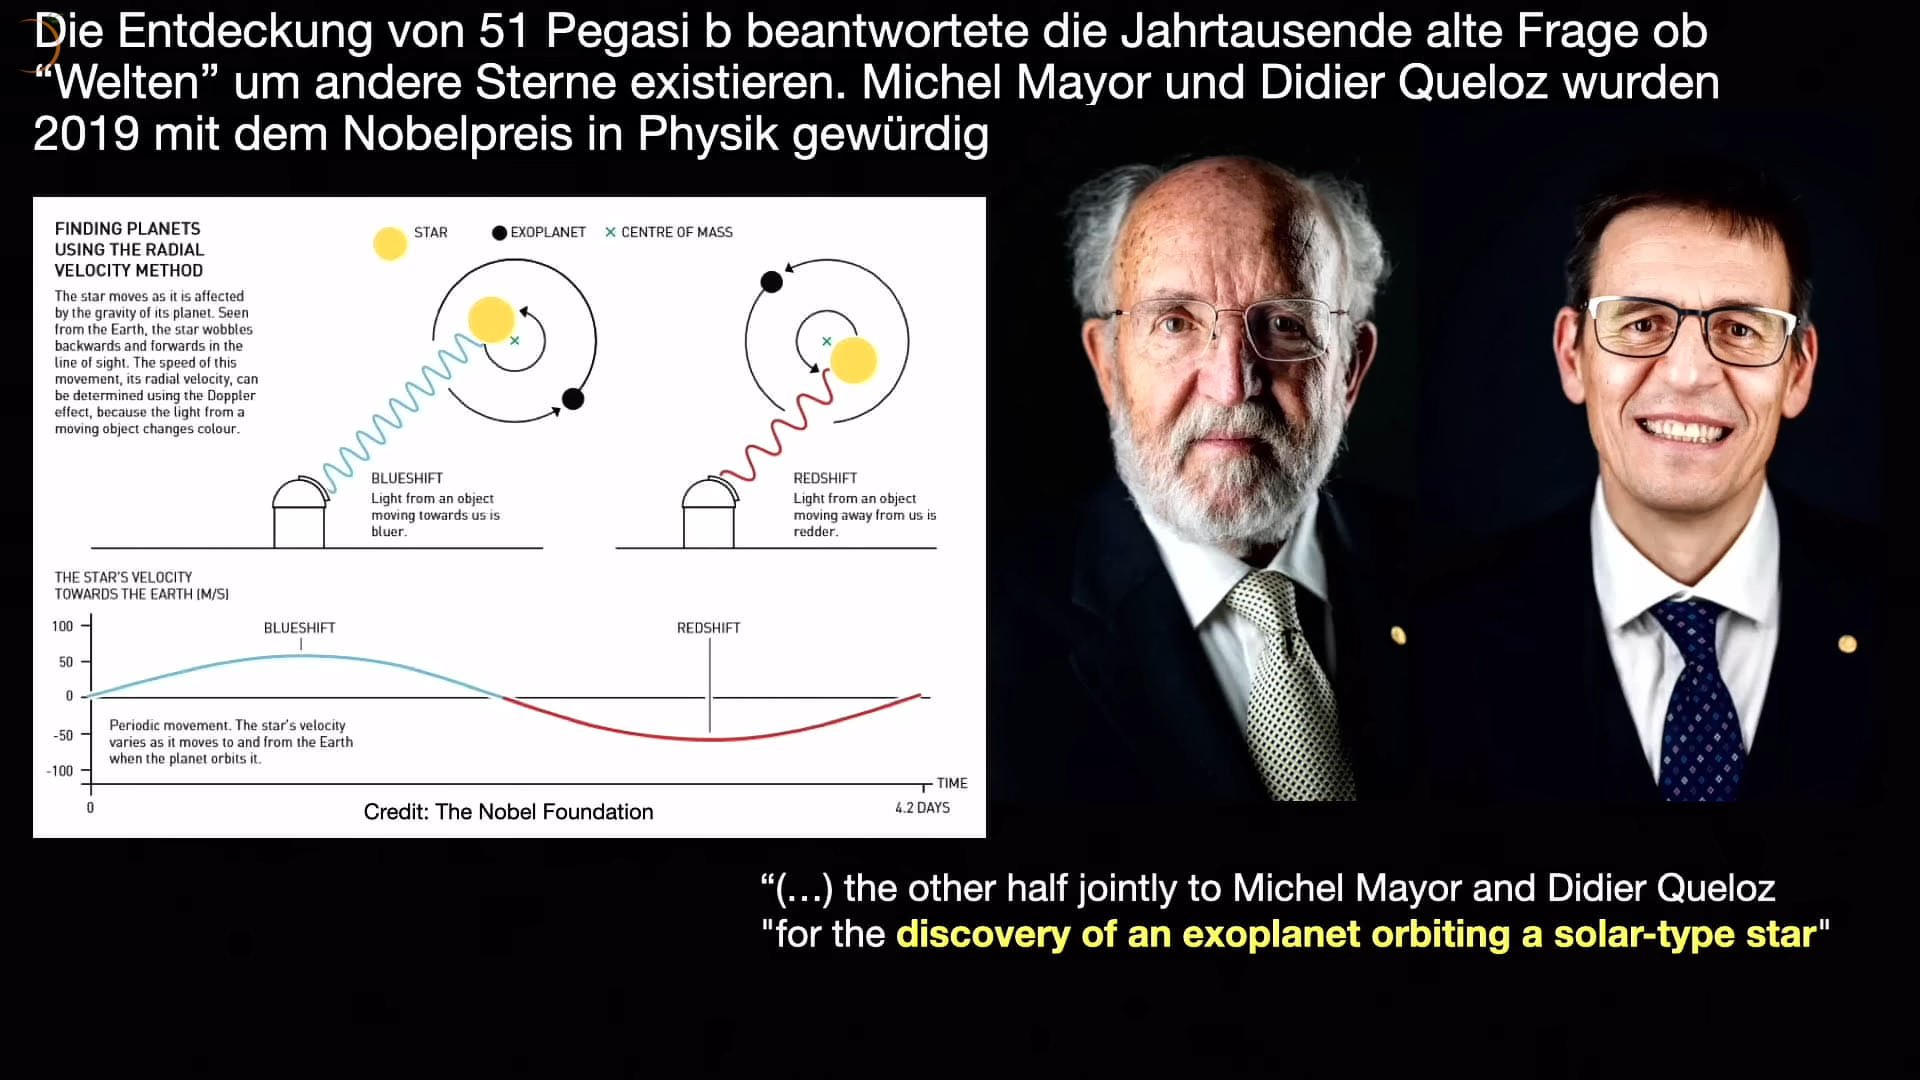 Die Entdeckung von 51 Pegasi b beantwortete die Jahrtausende alte Frage ob
“Welten” um andere Sterne existieren. Michel Mayor und Didier Queloz wurden
2019 mit dem Nobelpreis in Physik gewürdig
FINDING PLANETS
USING THE RADIAL
VELOCITY METHOD
The star moves as it is affected
by the gravity of its planet. Seen
from the Earth, the star wobbles
backwards and forwards in the
line of sight. The speed of this
movement, its radial velocity, can
be determined using the Doppler
effect, because the light from a
moving object changes colour.
STAR
EXOPLANET
CENTRE OF MASS
BLUESHIFT
Light from an object
moving towards us is
bluer.
REDSHIFT
Light from an object
moving away from us is
redder.
THE STAR'S VELOCITY
TOWARDS THE EARTH (M/S)
100
50
0
-50
-100
BLUESHIFT
REDSHIFT
Periodic movement. The star's velocity
varies as it moves to and from the Earth
when the planet orbits it.
TIME
0
4.2 DAYS
Credit: The Nobel Foundation
“(…) the other half jointly to Michel Mayor and Didier Queloz
"for the discovery of an exoplanet orbiting a solar-type star"